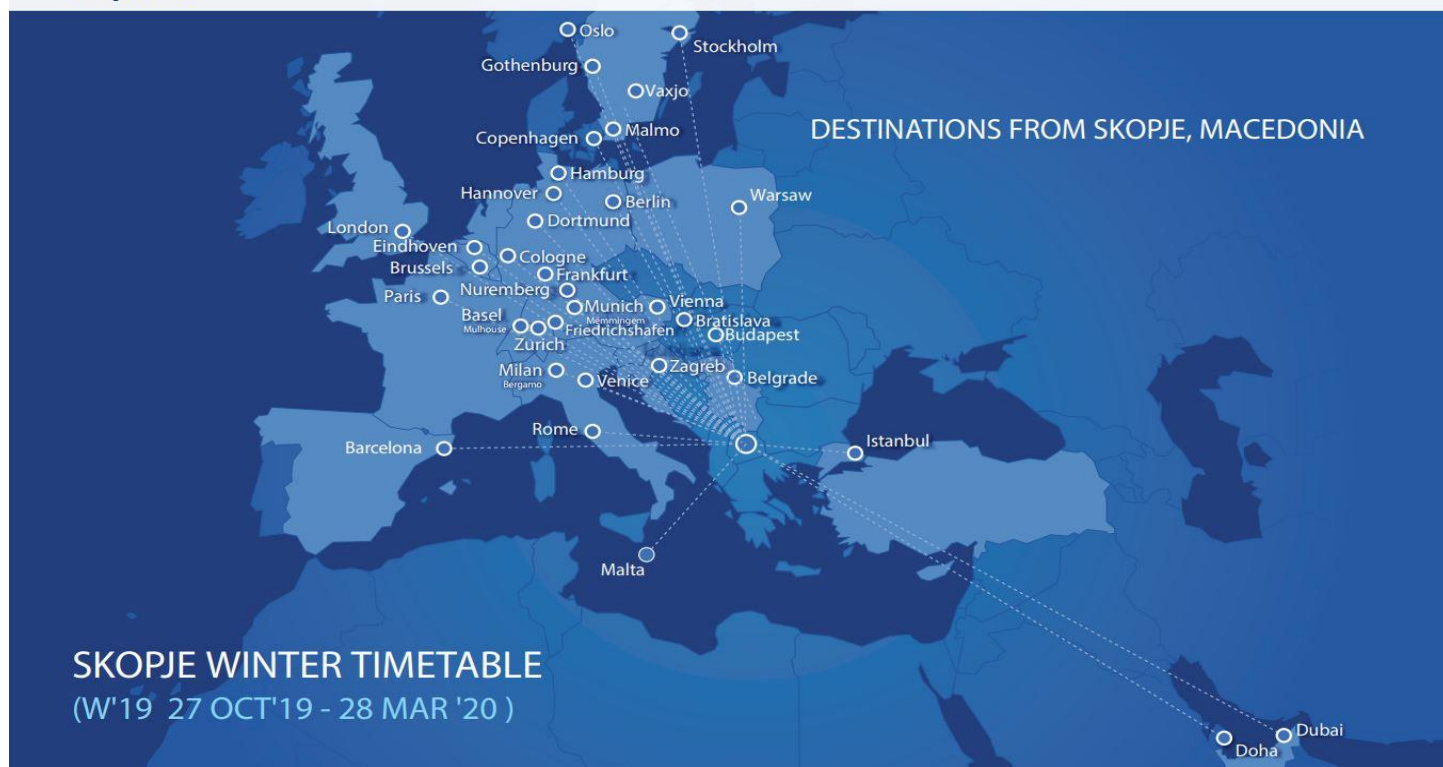 Oslo
Stockholm
Gothenburg
Vaxjo
DESTINATIONS FROM SKOPJE, MACEDONIA
Malmo
Copenhagen
Hamburg
Hannover
Berlin
Warsaw
Dortmund
London
Eindhoven
Cologne
Brussels
Frankfurt
Nuremberg
Paris
Munich
Memmingem
Vienna
Basel
Mulhouse
Friedrichshafen
Bratislava
Budapest
Zurich
Milan
Bergamo
Venice
Zagreb
Belgrade
Rome
Barcelona
Istanbul
Malta
SKOPJE WINTER TIMETABLE
(W'19 27 OCT'19 - 28 MAR '20 )
Dubai
Doha